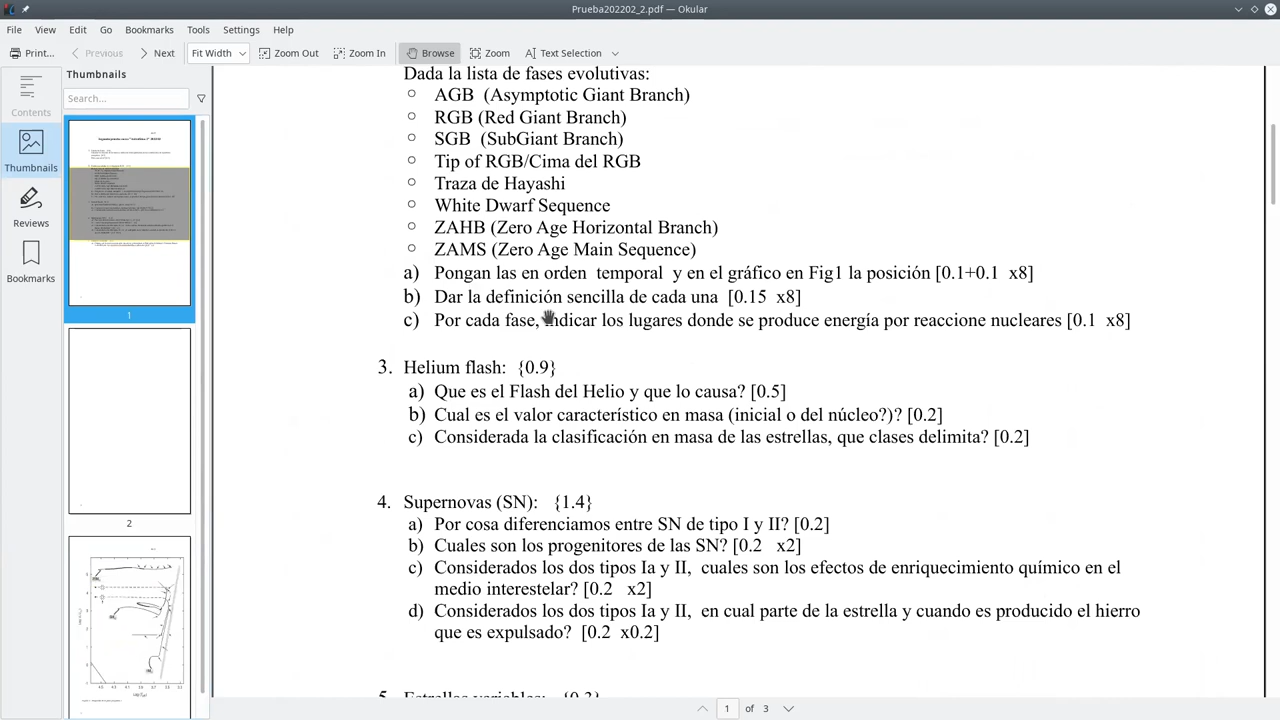 Prueba202202_2.pdf — Okular
File View Edit Go Bookmarks Tools Settings Help
Print... Previous Next Fit Width Zoom Out Zoom In Browse Zoom Text Selection
Thumbnails
Search...
Contents
Thumbnails
Reviews
Bookmarks
1
2
Dada la lista de fases evolutivas:
○ AGB (Asymptotic Giant Branch)
○ RGB (Red Giant Branch)
○ SGB (SubGiant Branch)
○ Tip of RGB/Cima del RGB
○ Traza de Hayashi
○ White Dwarf Sequence
○ ZAHB (Zero Age Horizontal Branch)
○ ZAMS (Zero Age Main Sequence)
a) Pongan las en orden temporal y en el gráfico en Fig1 la posición [0.1+0.1 x8]
b) Dar la definición sencilla de cada una [0.15 x8]
c) Por cada fase, indicar los lugares donde se produce energía por reaccione nucleares [0.1 x8]
3. Helium flash: {0.9}
a) Que es el Flash del Helio y que lo causa? [0.5]
b) Cual es el valor característico en masa (inicial o del núcleo?)? [0.2]
c) Considerada la clasificación en masa de las estrellas, que clases delimita? [0.2]
4. Supernovas (SN): {1.4}
a) Por cosa diferenciamos entre SN de tipo I y II? [0.2]
b) Cuales son los progenitores de las SN? [0.2 x2]
c) Considerados los dos tipos Ia y II, cuales son los efectos de enriquecimiento químico en el
medio interestelar? [0.2 x2]
d) Considerados los dos tipos Ia y II, en cual parte de la estrella y cuando es producido el hierro
que es expulsado? [0.2 x0.2]
5. Estrellas variables:
1 of 3